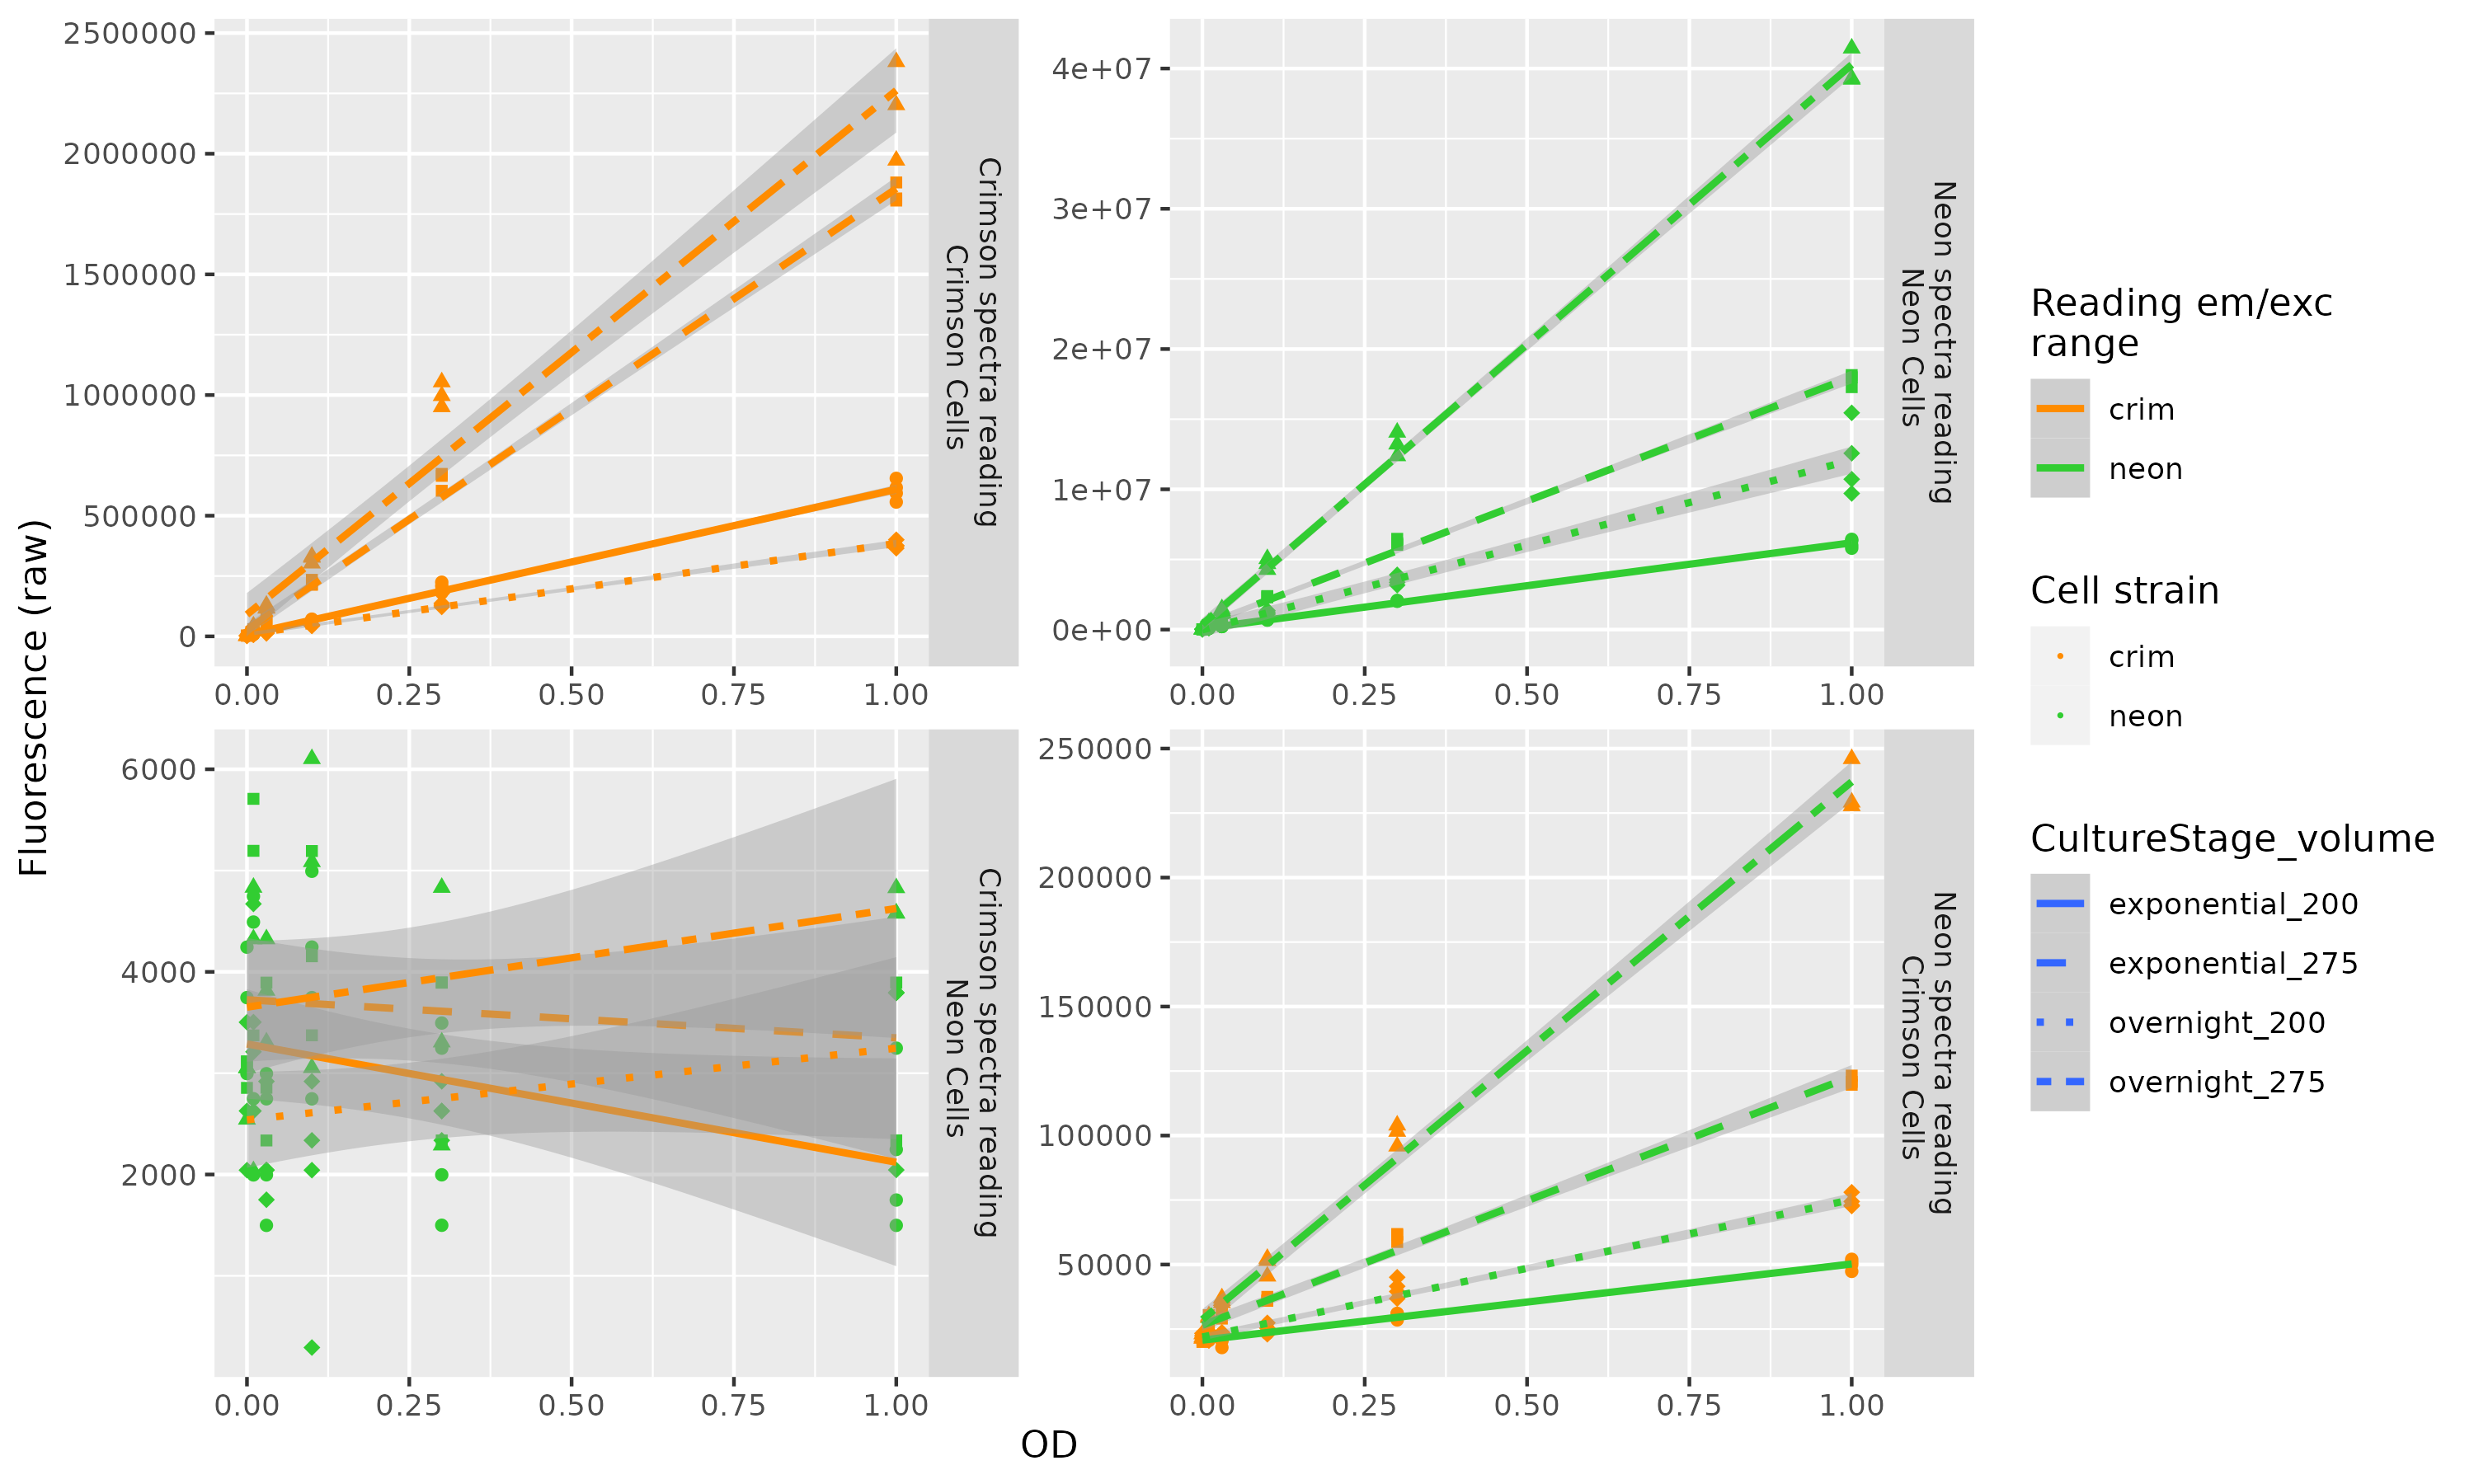 Fluorescence (raw)
2500000
2000000
1500000
1000000
500000
0
0.00 0.25 0.50 0.75 1.00
Crimson spectra reading
Crimson Cells
4e+07
3e+07
2e+07
1e+07
0e+00
0.00 0.25 0.50 0.75 1.00
Neon spectra reading
Neon Cells
6000
4000
2000
0.00 0.25 0.50 0.75 1.00
Crimson spectra reading
Neon Cells
250000
200000
150000
100000
50000
0.00 0.25 0.50 0.75 1.00
Neon spectra reading
Crimson Cells
OD
Reading em/exc
range
crim
neon
Cell strain
crim
neon
CultureStage_volume
exponential_200
exponential_275
overnight_200
overnight_275